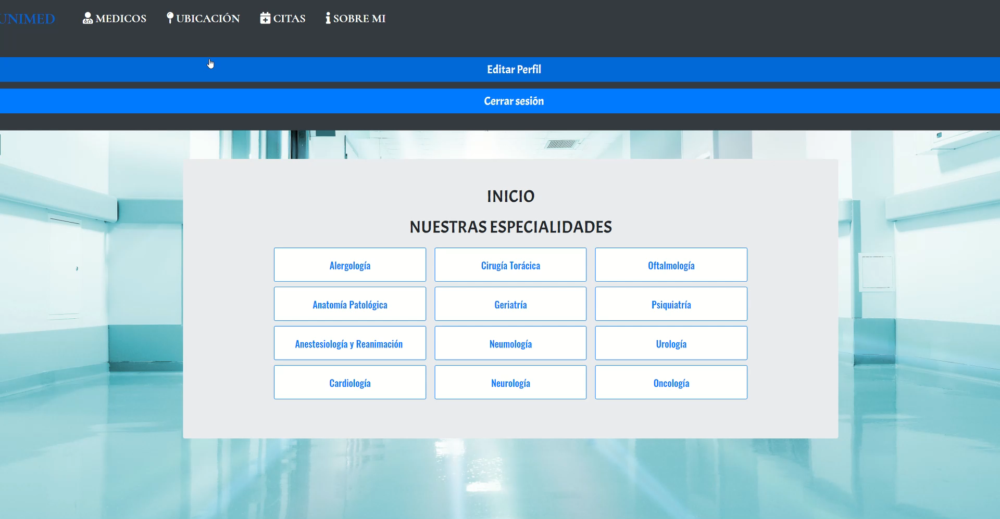 UNIMED MEDICOS UBICACIÓN CITAS SOBRE MI
Editar Perfil
Cerrar sesión
INICIO
NUESTRAS ESPECIALIDADES
Alergología Cirugía Torácica Oftalmología
Anatomía Patológica Geriatría Psiquiatría
Anestesiología y Reanimación Neumología Urología
Cardiología Neurología Oncología